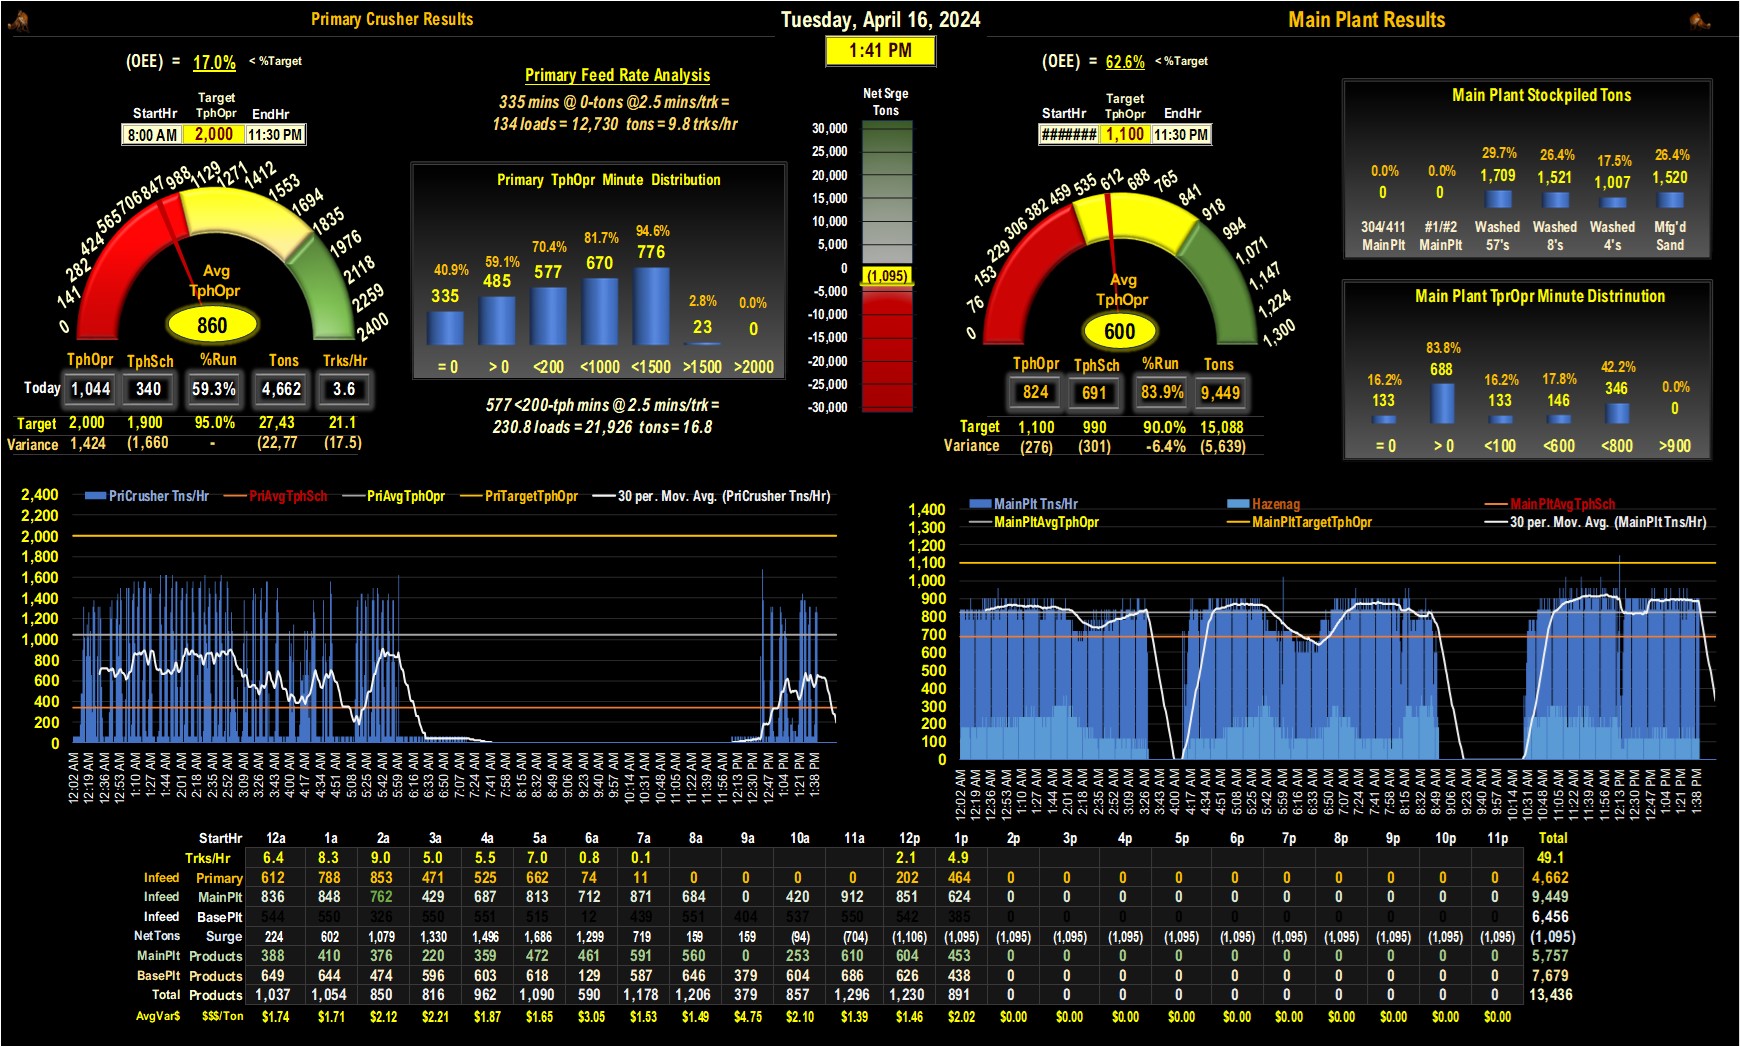 Primary Crusher Results
Tuesday, April 16, 2024
Main Plant Results
1:41 PM
(OEE) = 17.0% < %Target
StartHr Target TphOpr EndHr
8:00 AM 2,000 11:30 PM
0 141 282 424 565 706 847 988 1129 1271 1412 1553 1694 1835 1976 2118 2259 2400
Avg
TphOpr
860
TphOpr TphSch %Run Tons Trks/Hr
Today 1,044 340 59.3% 4,662 3.6
Target 2,000 1,900 95.0% 27,43 21.1
Variance 1,424 (1,660 - (22,77 (17.5)
Primary Feed Rate Analysis
335 mins @ 0-tons @2.5 mins/trk =
134 loads = 12,730 tons = 9.8 trks/hr
Primary TphOpr Minute Distribution
40.9% 59.1% 70.4% 81.7% 94.6% 2.8% 0.0%
335 485 577 670 776 23 0
= 0 > 0 <200 <1000 <1500 >1500 >2000
577 <200-tph mins @ 2.5 mins/trk =
230.8 loads = 21,926 tons = 16.8
Net Srge
Tons
30,000
25,000
20,000
15,000
10,000
5,000
0
(1,095)
-5,000
-10,000
-15,000
-20,000
-25,000
-30,000
(OEE) = 62.6% < %Target
StartHr Target TphOpr EndHr
####### 1,100 11:30 PM
0 76 153 229 306 382 459 535 612 688 765 841 918 994 1,071 1,147 1,224 1,300
Avg
TphOpr
600
TphOpr TphSch %Run Tons
824 691 83.9% 9,449
Target 1,100 990 90.0% 15,088
Variance (276) (301) -6.4% (5,639)
Main Plant Stockpiled Tons
0.0% 0.0% 29.7% 26.4% 17.5% 26.4%
0 0 1,709 1,521 1,007 1,520
304/411 #1/#2 Washed Washed Washed Mfg'd
MainPlt MainPlt 57's 8's 4's Sand
Main Plant TprOpr Minute Distrinution
16.2% 83.8% 16.2% 17.8% 42.2% 0.0%
133 688 133 146 346 0
= 0 > 0 <100 <600 <800 >900
PriCrusher Tns/Hr PriAvgTphSch PriAvgTphOpr PriTargetTphOpr 30 per. Mov. Avg. (PriCrusher Tns/Hr)
2,400
2,200
2,000
1,800
1,600
1,400
1,200
1,000
800
600
400
200
0
12:02 AM 12:19 AM 12:36 AM 12:53 AM 1:10 AM 1:27 AM 1:44 AM 2:01 AM 2:18 AM 2:35 AM 2:52 AM 3:09 AM 3:26 AM 3:43 AM 4:00 AM 4:17 AM 4:34 AM 4:51 AM 5:08 AM 5:25 AM 5:42 AM 5:59 AM 6:16 AM 6:33 AM 6:50 AM 7:07 AM 7:24 AM 7:41 AM 7:58 AM 8:15 AM 8:32 AM 8:49 AM 9:06 AM 9:23 AM 9:40 AM 9:57 AM 10:14 AM 10:31 AM 10:48 AM 11:05 AM 11:22 AM 11:39 AM 11:56 AM 12:13 PM 12:30 PM 12:47 PM 1:04 PM 1:21 PM 1:38 PM
MainPlt Tns/Hr Hazenag MainPltAvgTphSch
MainPltAvgTphOpr MainPltTargetTphOpr 30 per. Mov. Avg. (MainPlt Tns/Hr)
1,400
1,300
1,200
1,100
1,000
900
800
700
600
500
400
300
200
100
0
12:02 AM 12:19 AM 12:36 AM 12:53 AM 1:10 AM 1:27 AM 1:44 AM 2:01 AM 2:18 AM 2:35 AM 2:52 AM 3:09 AM 3:26 AM 3:43 AM 4:00 AM 4:17 AM 4:34 AM 4:51 AM 5:08 AM 5:25 AM 5:42 AM 5:59 AM 6:16 AM 6:33 AM 6:50 AM 7:07 AM 7:24 AM 7:41 AM 7:58 AM 8:15 AM 8:32 AM 8:49 AM 9:06 AM 9:23 AM 9:40 AM 9:57 AM 10:14 AM 10:31 AM 10:48 AM 11:05 AM 11:22 AM 11:39 AM 11:56 AM 12:13 PM 12:30 PM 12:47 PM 1:04 PM 1:21 PM 1:38 PM
StartHr 12a 1a 2a 3a 4a 5a 6a 7a 8a 9a 10a 11a 12p 1p 2p 3p 4p 5p 6p 7p 8p 9p 10p 11p Total
Trks/Hr 6.4 8.3 9.0 5.0 5.5 7.0 0.8 0.1 2.1 4.9 49.1
Infeed Primary 612 788 853 471 525 662 74 11 0 0 0 0 202 464 0 0 0 0 0 0 0 0 0 0 4,662
Infeed MainPlt 836 848 762 429 687 813 712 871 684 0 420 912 851 624 0 0 0 0 0 0 0 0 0 0 9,449
Infeed BasePlt 544 550 326 550 551 515 12 439 551 404 537 550 542 385 0 0 0 0 0 0 0 0 0 0 6,456
NetTons Surge 224 602 1,079 1,330 1,496 1,686 1,299 719 159 159 (94) (704) (1,106) (1,095) (1,095) (1,095) (1,095) (1,095) (1,095) (1,095) (1,095) (1,095) (1,095) (1,095) (1,095)
MainPlt Products 388 410 376 220 359 472 461 591 560 0 253 610 604 453 0 0 0 0 0 0 0 0 0 0 5,757
BasePlt Products 649 644 474 596 603 618 129 587 646 379 604 686 626 438 0 0 0 0 0 0 0 0 0 0 7,679
Total Products 1,037 1,054 850 816 962 1,090 590 1,178 1,206 379 857 1,296 1,230 891 0 0 0 0 0 0 0 0 0 0 13,436
AvgVar$ $$$/Ton $1.74 $1.71 $2.12 $2.21 $1.87 $1.65 $3.05 $1.53 $1.49 $4.75 $2.10 $1.39 $1.46 $2.02 $0.00 $0.00 $0.00 $0.00 $0.00 $0.00 $0.00 $0.00 $0.00 $0.00